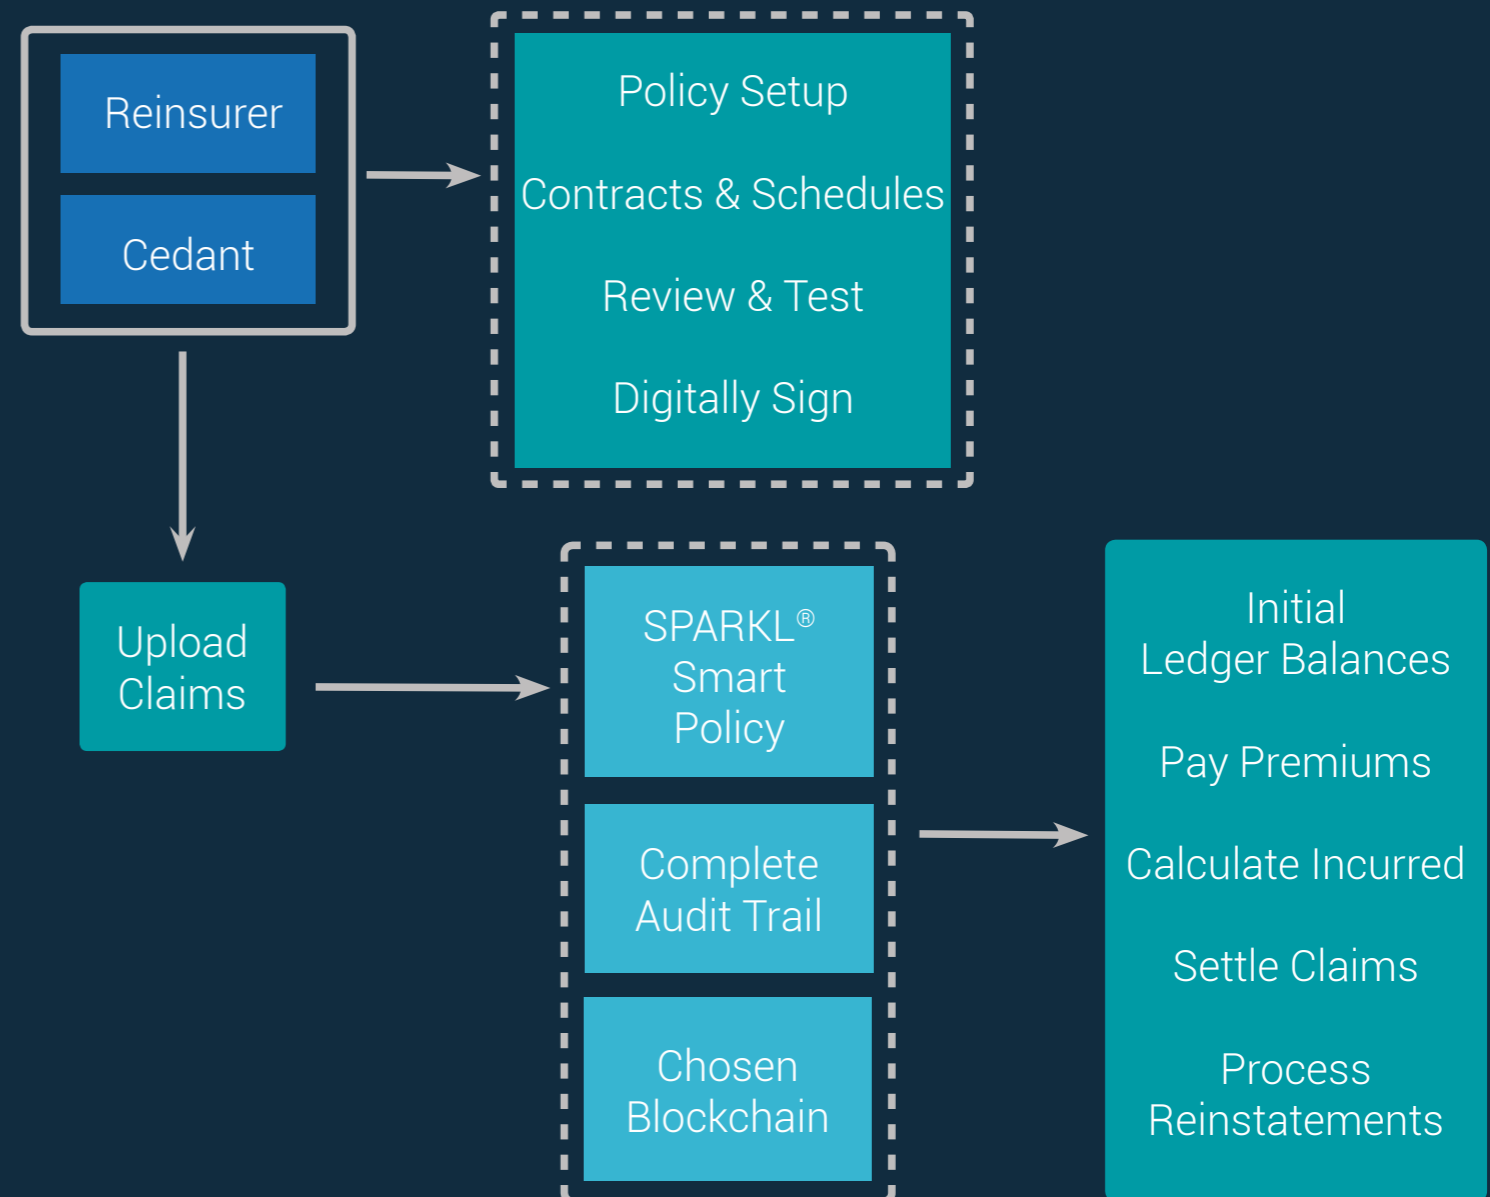 Reinsurer
Cedant
Policy Setup
Contracts & Schedules
Review & Test
Digitally Sign
Upload
Claims
SPARKL®
Smart
Policy
Complete
Audit Trail
Chosen
Blockchain
Initial
Ledger Balances
Pay Premiums
Calculate Incurred
Settle Claims
Process
Reinstatements